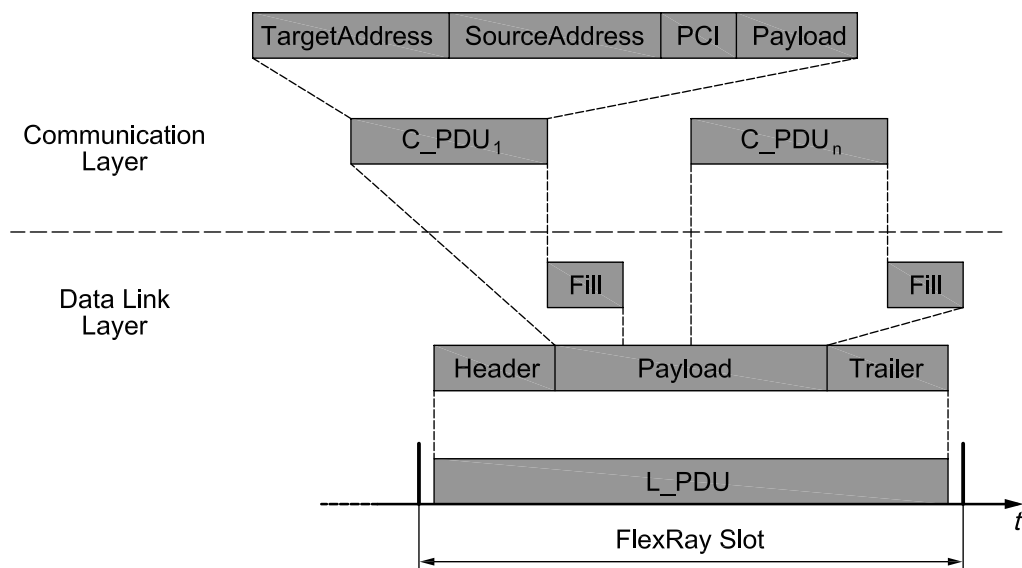 TargetAddress SourceAddress PCI Payload
Communication
Layer
C_PDU1 C_PDUn
Data Link
Layer
Fill Fill
Header Payload Trailer
L_PDU
t
FlexRay Slot